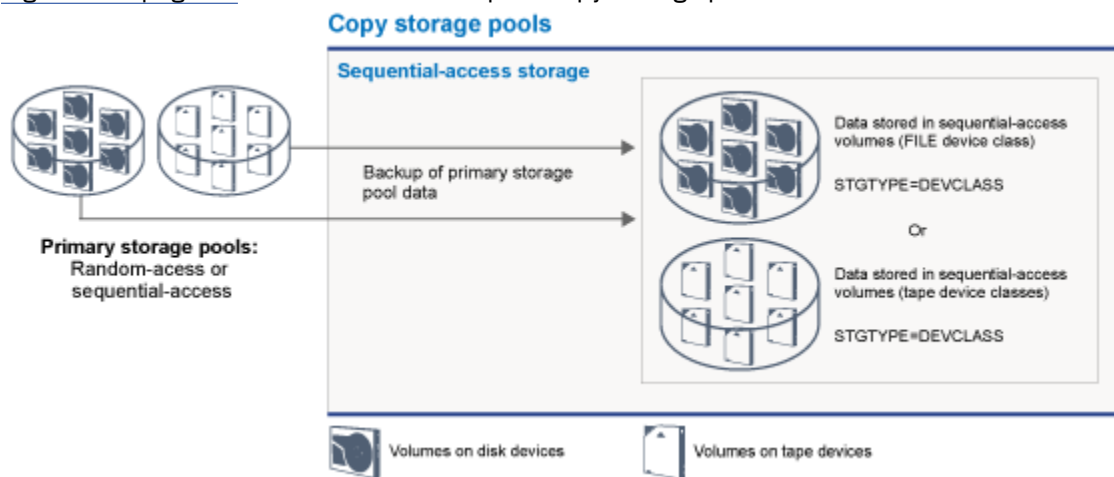 Copy storage pools
Sequential-access storage
Data stored in sequential-access
volumes (FILE device class)
STGTYPE=DEVCLASS
Backup of primary storage
pool data
Or
Primary storage pools:
Random-acess or
sequential-access
Data stored in sequential-access
volumes (tape device classes)
STGTYPE=DEVCLASS
Volumes on disk devices
Volumes on tape devices